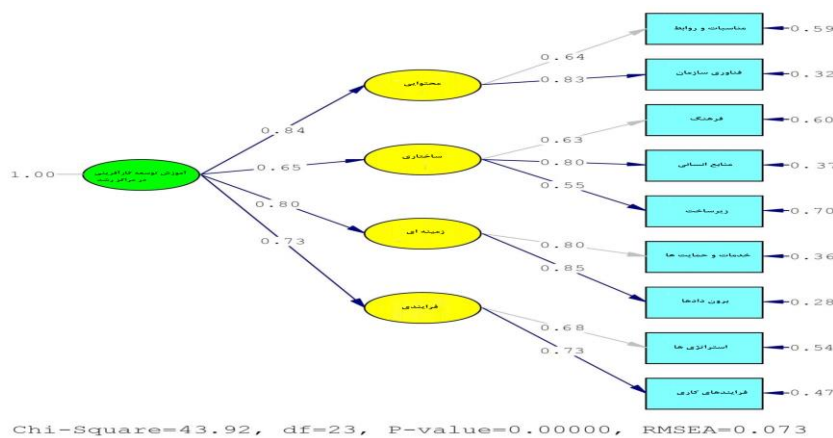 1.00
آموزش توسعه کارآفرینی
در مراکز رشد
0.84
0.65
0.80
0.73
محتوایی
ساختاری
زمینه ای
فرایندی
0.64
0.83
0.63
0.80
0.55
0.80
0.85
0.68
0.73
مناسبات و روابط
0.59
فناوری سازمان
0.32
فرهنگ
0.60
منابع انسانی
0.37
زیرساخت
0.70
خدمات و حمایت ها
0.36
برون دادها
0.28
استراتژی ها
0.54
فرایندهای کاری
0.47
Chi-Square=43.92, df=23, P-value=0.00000, RMSEA=0.073